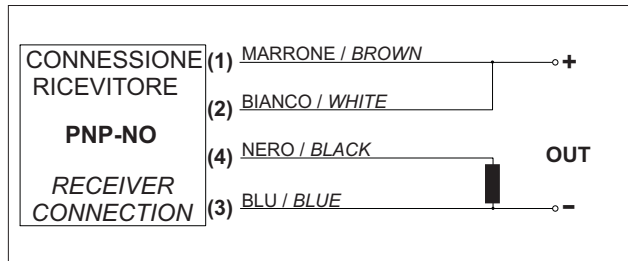 CONNESSIONE
RICEVITORE
PNP-NO
RECEIVER
CONNECTION
(1) MARRONE / BROWN
+
(2) BIANCO / WHITE
(4) NERO / BLACK
OUT
(3) BLU / BLUE
-